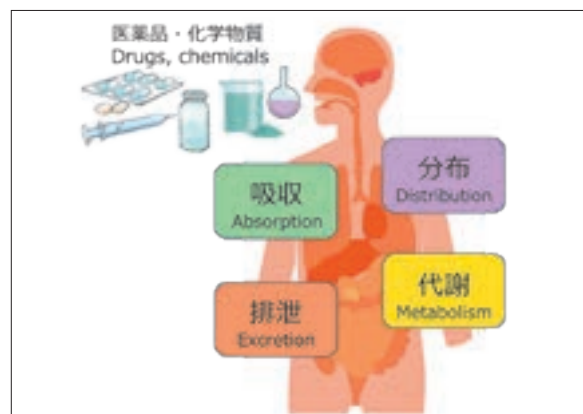 医薬品・化学物質
Drugs, chemicals
吸収
Absorption
分布
Distribution
排泄
Excretion
代謝
Metabolism